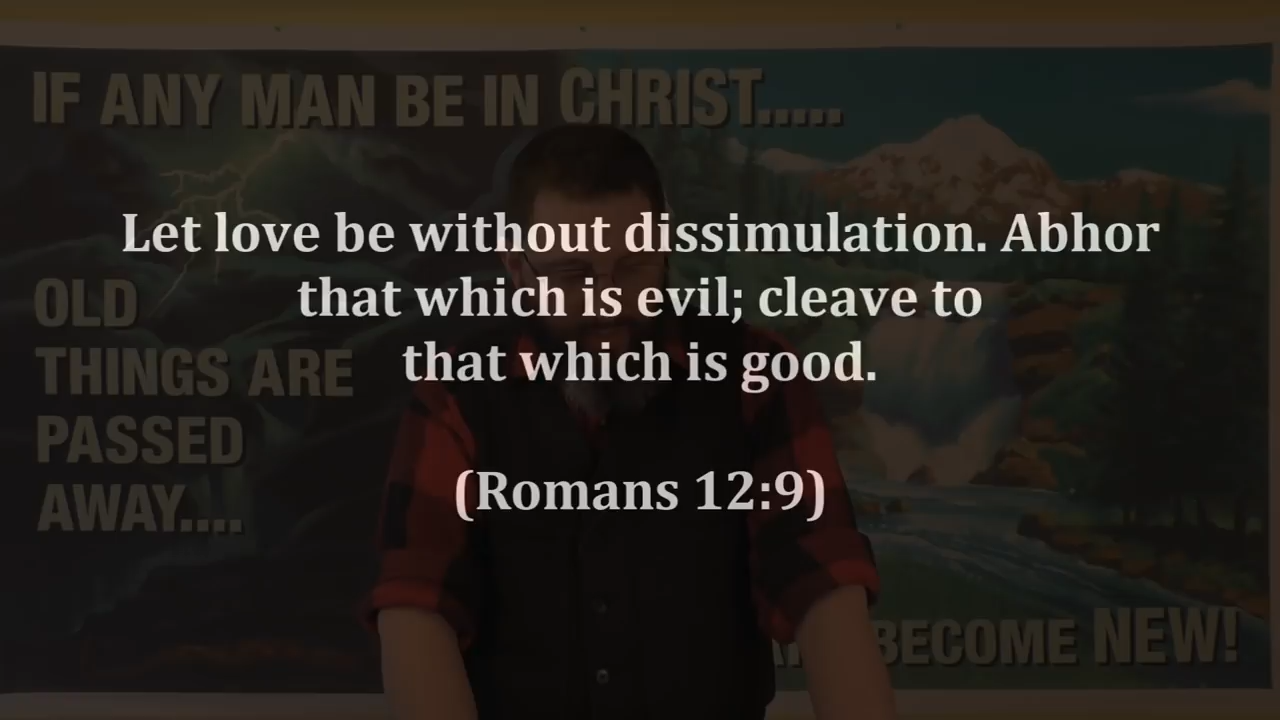 IF ANY MAN BE IN CHRIST.....
Let love be without dissimulation. Abhor
that which is evil; cleave to
that which is good.
(Romans 12:9)
OLD
THINGS ARE
PASSED
AWAY....
BECOME NEW!